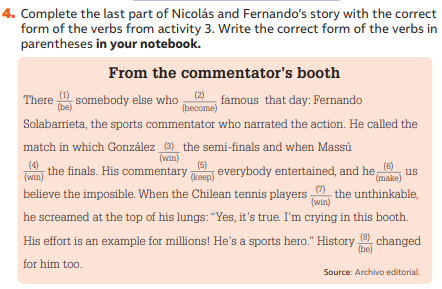 4. Complete the last part of Nicolás and Fernando's story with the correct
form of the verbs from activity 3. Write the correct form of the verbs in
parentheses in your notebook.
From the commentator's booth
There (1) (be) somebody else who (2) (become) famous that day: Fernando
Solabarrieta, the sports commentator who narrated the action. He called the
match in which González (3) (win) the semi-finals and when Massú
(4) (win) the finals. His commentary (5) (keep) everybody entertained, and he (6) (make) us
believe the imposible. When the Chilean tennis players (7) (win) the unthinkable,
he screamed at the top of his lungs: "Yes, it's true. I'm crying in this booth.
His effort is an example for millions! He's a sports hero." History (8) (be) changed
for him too.
Source: Archivo editorial.